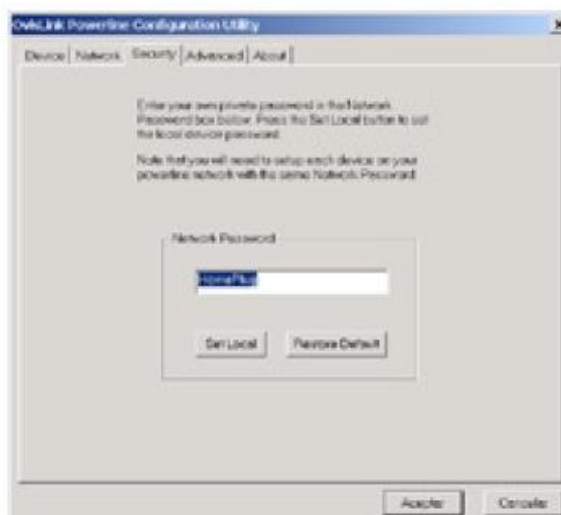 OvisLink Powerline Configuration Utility
Device Network Security Advanced About
Enter your own private password in the Network
Password box below. Press the Set Local button to set
the local device password.
Note that you will need to setup each device on your
powerline network with the same Network Password
Network Password
HomePlug
Set Local Restore Default
Aceptar Cancelar